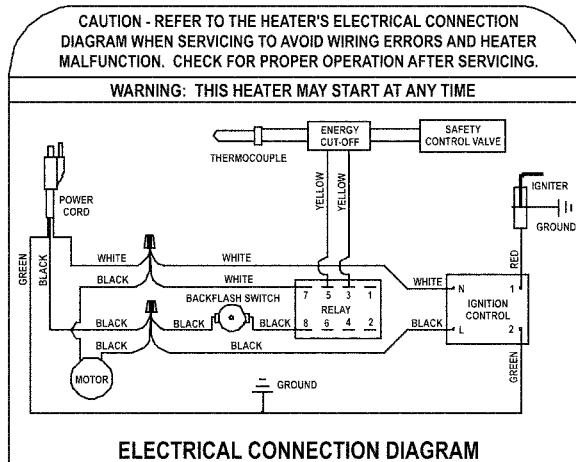 CAUTION - REFER TO THE HEATER'S ELECTRICAL CONNECTION
DIAGRAM WHEN SERVICING TO AVOID WIRING ERRORS AND HEATER
MALFUNCTION. CHECK FOR PROPER OPERATION AFTER SERVICING.
WARNING: THIS HEATER MAY START AT ANY TIME
ENERGY
CUT-OFF
SAFETY
CONTROL VALVE
THERMOCOUPLE
IGNITER
POWER
CORD
YELLOW
YELLOW
GROUND
GREEN
BLACK
RED
WHITE
WHITE
BLACK
WHITE
WHITE
7 5 3 1
N 1
BACKFLASH SWITCH
RELAY
IGNITION
CONTROL
BLACK
BLACK
BLACK
8 6 4 2
BLACK
L 2
BLACK
BLACK
MOTOR
GROUND
GREEN
ELECTRICAL CONNECTION DIAGRAM